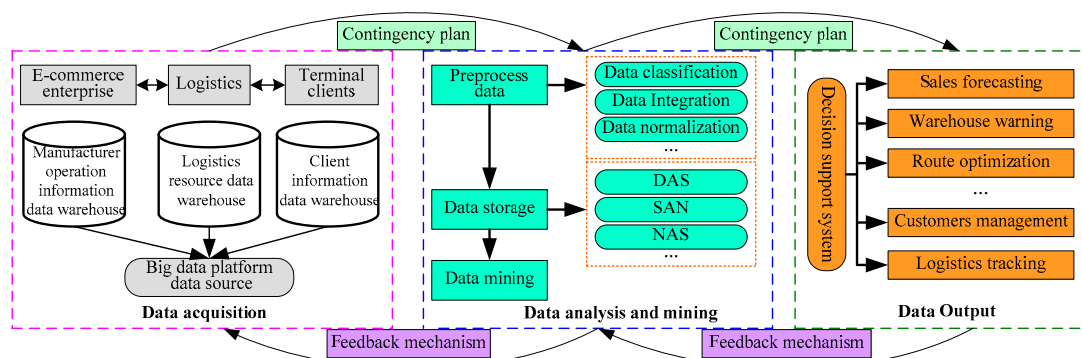 Contingency plan
Contingency plan
E-commerce
enterprise
Logistics
Terminal
clients
Manufacturer
operation
information
data warehouse
Logistics
resource data
warehouse
Client
information
data warehouse
Big data platform
data source
Data acquisition
Preprocess
data
Data classification
Data Integration
Data normalization
...
Data storage
DAS
SAN
NAS
...
Data mining
Data analysis and mining
Decision support system
Sales forecasting
Warehouse warning
Route optimization
...
Customers management
Logistics tracking
Data Output
Feedback mechanism
Feedback mechanism